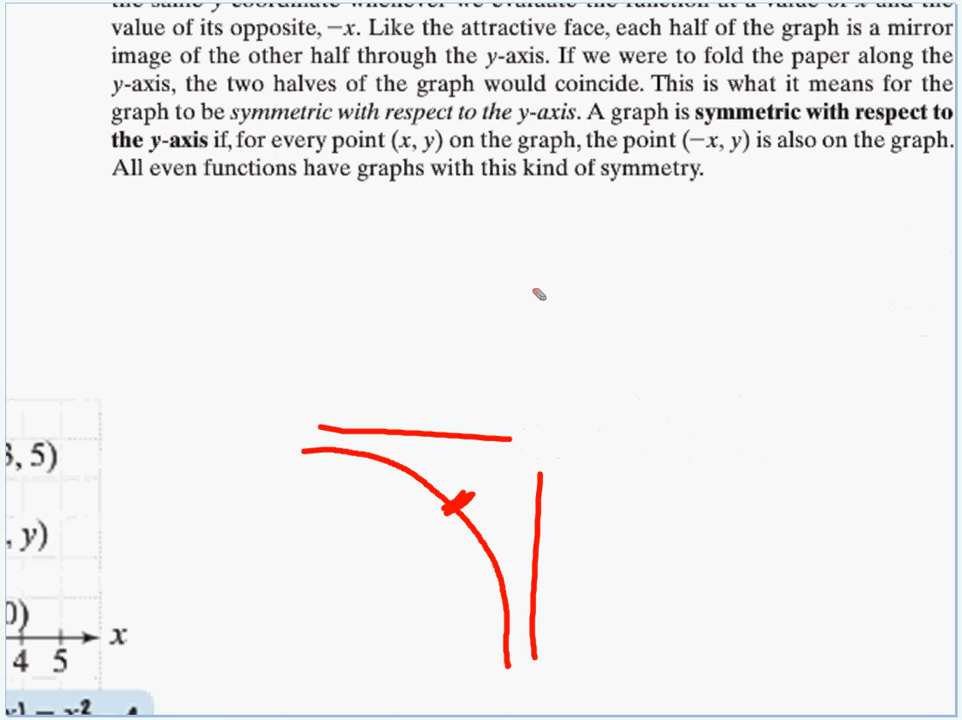 value of its opposite, −x. Like the attractive face, each half of the graph is a mirror
image of the other half through the y-axis. If we were to fold the paper along the
y-axis, the two halves of the graph would coincide. This is what it means for the
graph to be symmetric with respect to the y-axis. A graph is symmetric with respect to
the y-axis if, for every point (x, y) on the graph, the point (−x, y) is also on the graph.
All even functions have graphs with this kind of symmetry.
, 5)
, y)
0)
x
4 5